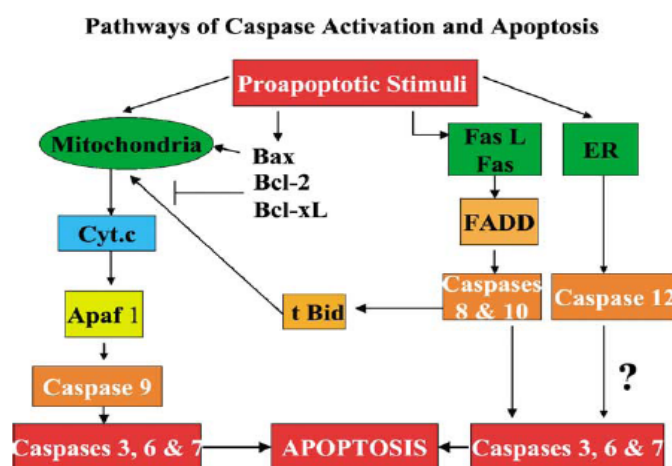 Pathways of Caspase Activation and Apoptosis
Proapoptotic Stimuli
Mitochondria
Bax
Bcl-2
Bcl-xL
Fas L
Fas
ER
Cyt.c
FADD
Apaf 1
t Bid
Caspases
8 & 10
Caspase 12
Caspase 9
?
Caspases 3, 6 & 7
APOPTOSIS
Caspases 3, 6 & 7